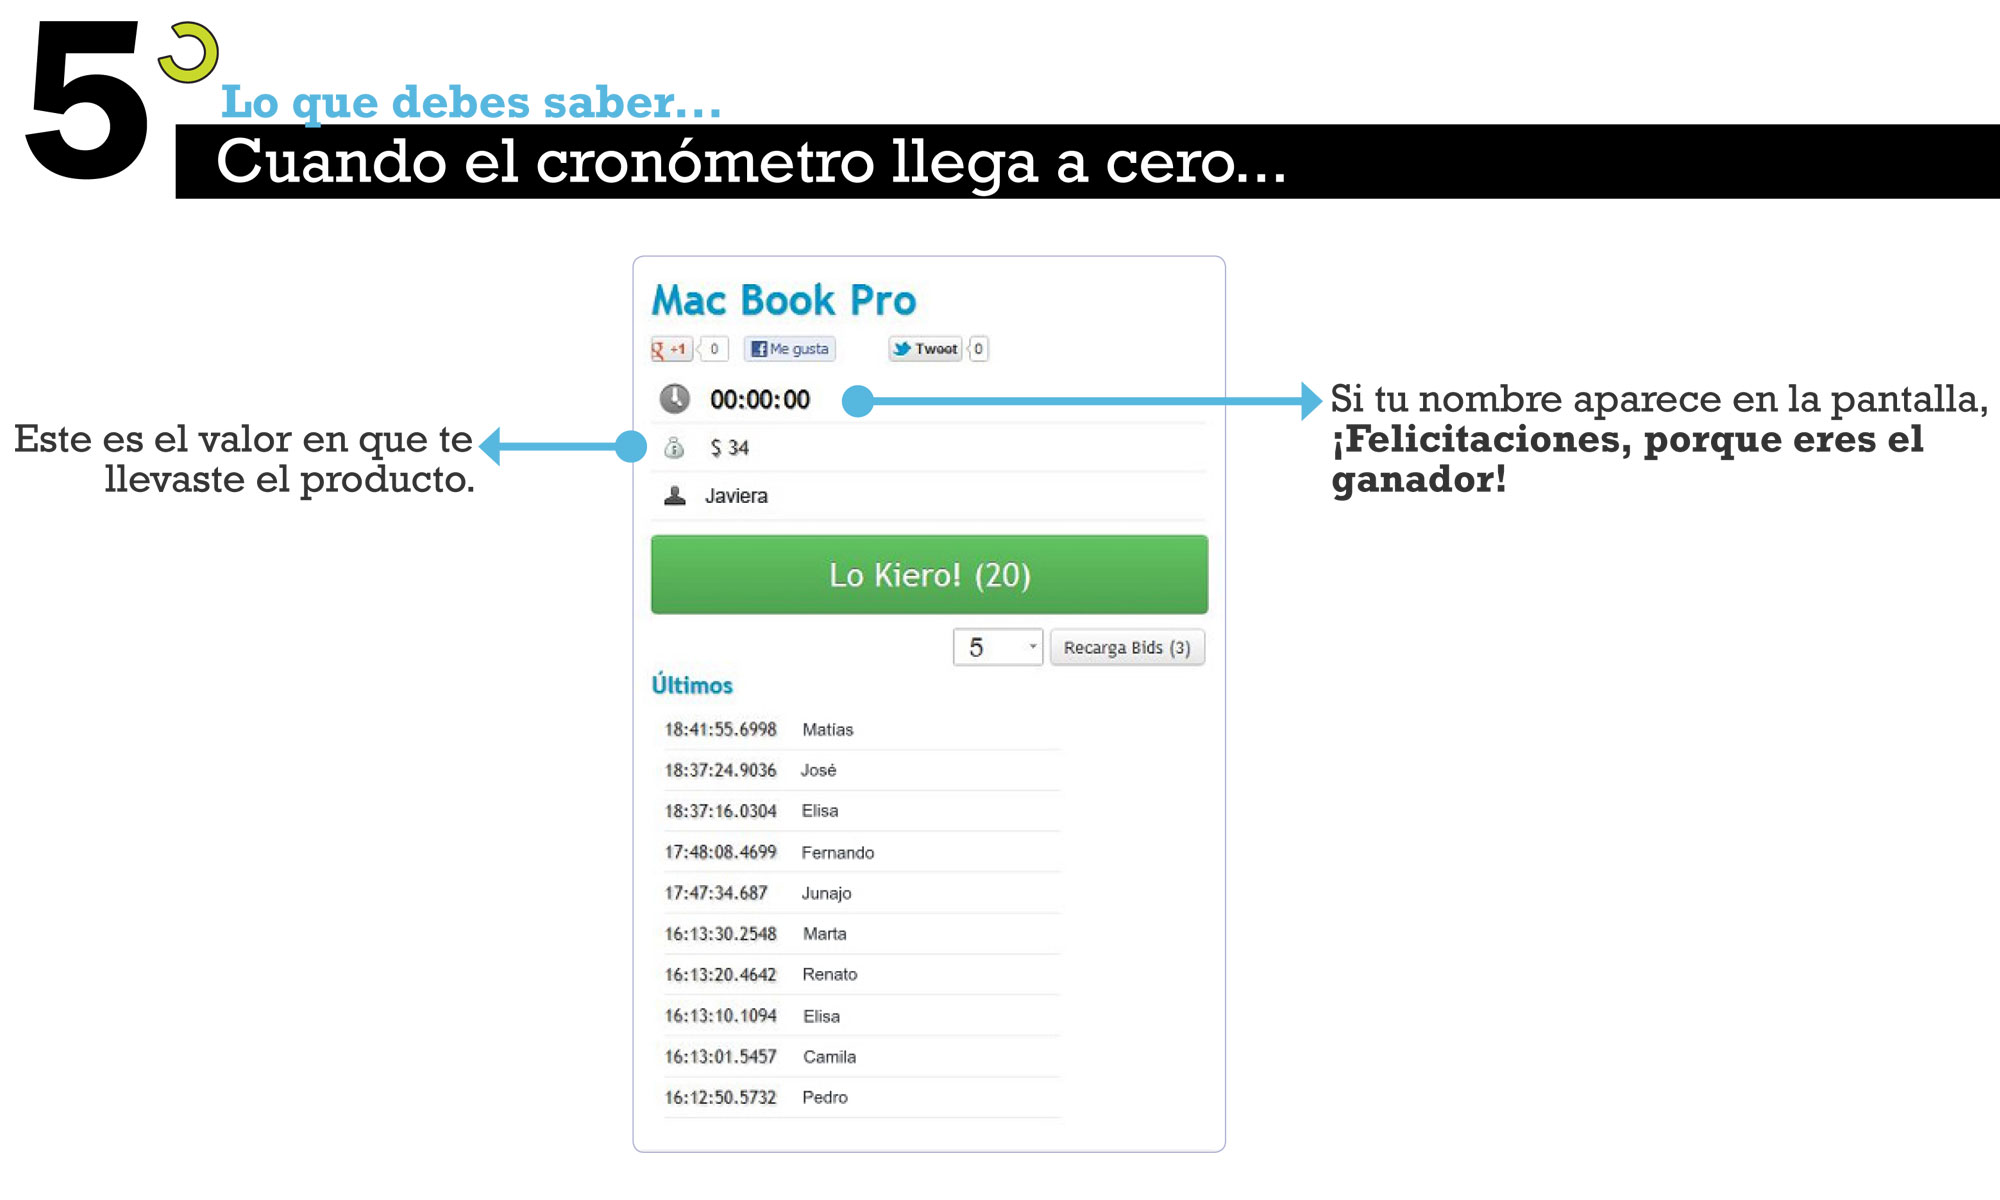 5
Lo que debes saber...
Cuando el cronómetro llega a cero...
Mac Book Pro
g +1 0 f Me gusta Tweet 0
00:00:00
Si tu nombre aparece en la pantalla,
¡Felicitaciones, porque eres el
ganador!
Este es el valor en que te
llevaste el producto.
$ 34
Javiera
Lo Kiero! (20)
5 Recarga Bids (3)
Últimos
18:41:55.6998 Matías
18:37:24.9036 José
18:37:16.0304 Elisa
17:48:08.4699 Fernando
17:47:34.687 Junajo
16:13:30.2548 Marta
16:13:20.4642 Renato
16:13:10.1094 Elisa
16:13:01.5457 Camila
16:12:50.5732 Pedro